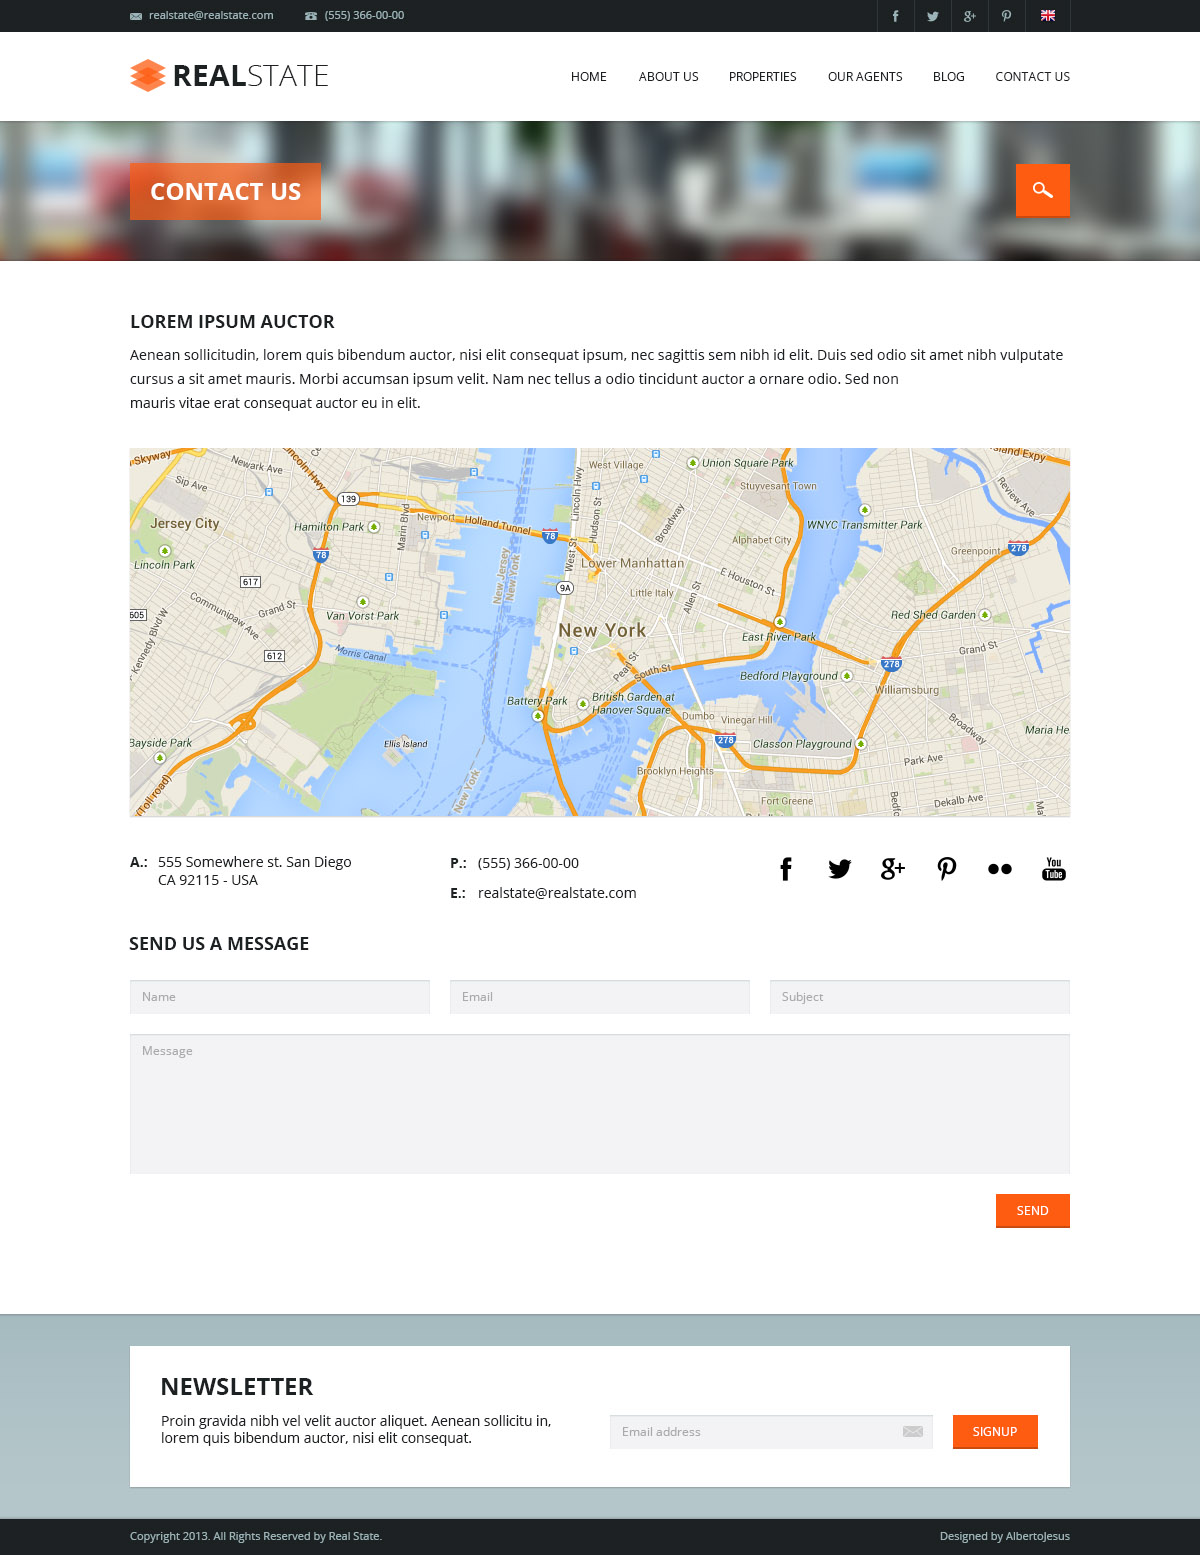 realstate@realstate.com (555) 366-00-00
REALSTATE
HOME ABOUT US PROPERTIES OUR AGENTS BLOG CONTACT US
CONTACT US
LOREM IPSUM AUCTOR
Aenean sollicitudin, lorem quis bibendum auctor, nisi elit consequat ipsum, nec sagittis sem nibh id elit. Duis sed odio sit amet nibh vulputate
cursus a sit amet mauris. Morbi accumsan ipsum velit. Nam nec tellus a odio tincidunt auctor a ornare odio. Sed non
mauris vitae erat consequat auctor eu in elit.
Skyway
Newark Ave
Sip Ave
Jersey City
Lincoln Park
Lincoln Hwy
139
Hamilton Park
78
Marin Blvd
Newport
Holland Tunnel
78
617
605
Communipaw Ave
Grand St
Van Vorst Park
Kennedy Blvd W
612
Morris Canal
Bayside Park
(Toll road)
Ellis Island
New Jersey
New York
New York
Lincoln Hwy
West Village
Hudson St
West St
9A
Union Square Park
Stuyvesant Town
Broadway
Alphabet City
Lower Manhattan
Little Italy
E Houston St
Allen St
New York
East River Park
Pearl St
South St
Battery Park
British Garden at
Hanover Square
Bedford Playground
Dumbo
Vinegar Hill
278
Classon Playground
Brooklyn Heights
Fort Greene
Island Expy
Review Ave
WNYC Transmitter Park
Greenpoint
278
Red Shed Garden
Grand St
278
Williamsburg
Broadway
Maria He
Park Ave
Dekalb Ave
Bedf
Ma
A.: 555 Somewhere st. San Diego
CA 92115 - USA
P.: (555) 366-00-00
E.: realstate@realstate.com
You
Tube
SEND US A MESSAGE
Name Email Subject
Message
SEND
NEWSLETTER
Proin gravida nibh vel velit auctor aliquet. Aenean sollicitu in,
lorem quis bibendum auctor, nisi elit consequat.
Email address SIGNUP
Copyright 2013. All Rights Reserved by Real State. Designed by AlbertoJesus